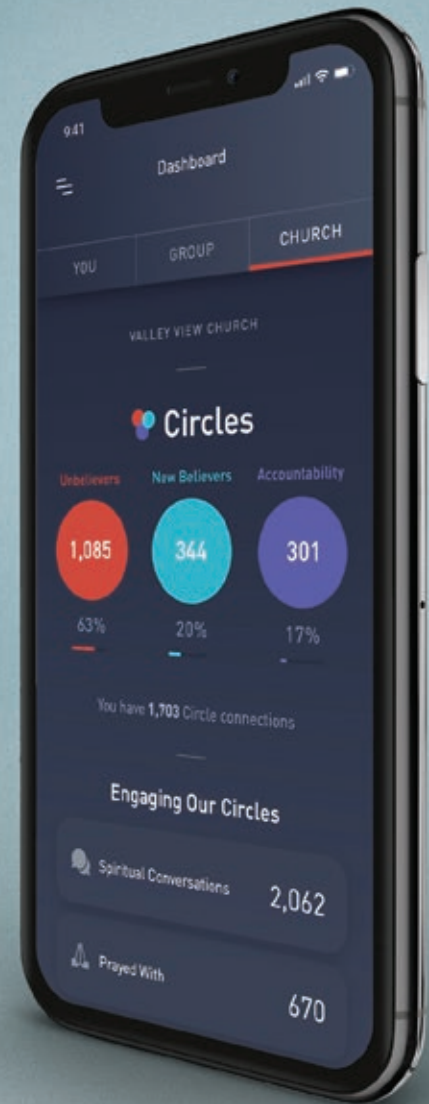 9:41
Dashboard
YOU GROUP CHURCH
VALLEY VIEW CHURCH
Circles
Unbelievers New Believers Accountability
1,085 344 301
63% 20% 17%
You have 1,703 Circle connections
Engaging Our Circles
Spiritual Conversations 2,062
Prayed With 670